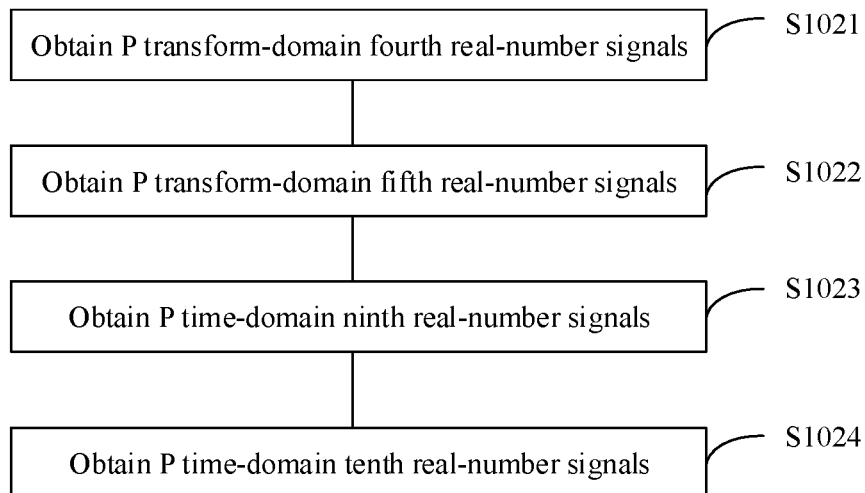 Obtain P transform-domain fourth real-number signals
S1021
Obtain P transform-domain fifth real-number signals
S1022
Obtain P time-domain ninth real-number signals
S1023
Obtain P time-domain tenth real-number signals
S1024